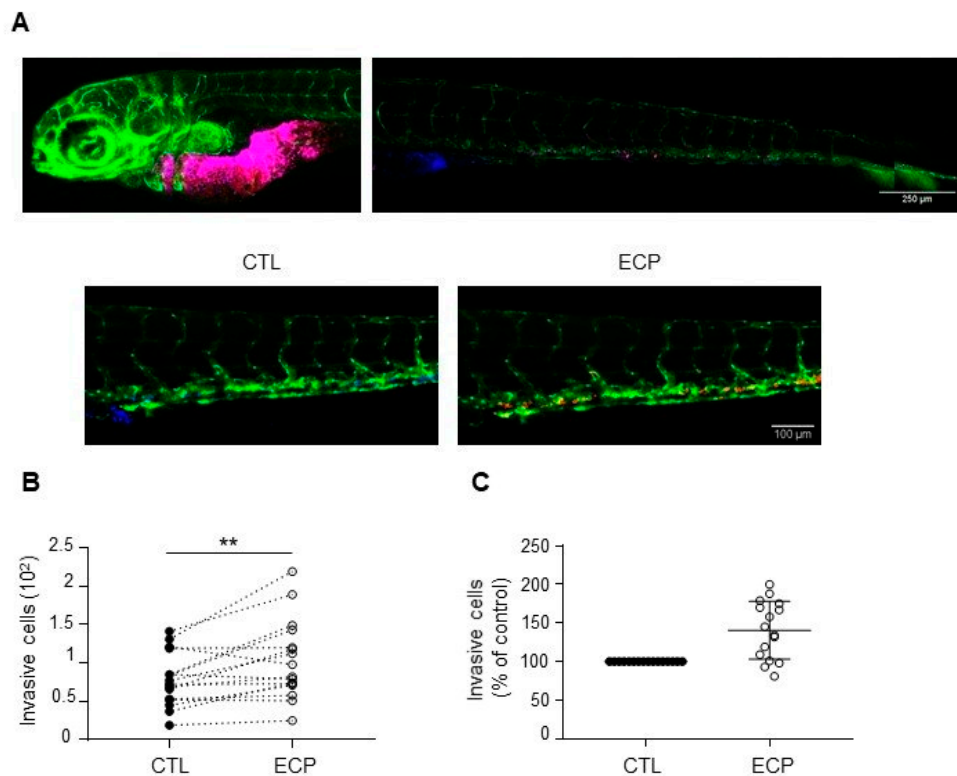 A
250 µm
CTL
ECP
100 µm
B
C
**
Invasive cells (10²)
2.5
2
1.5
1
0.5
0
CTL
ECP
Invasive cells
(% of control)
250
200
150
100
50
0
CTL
ECP